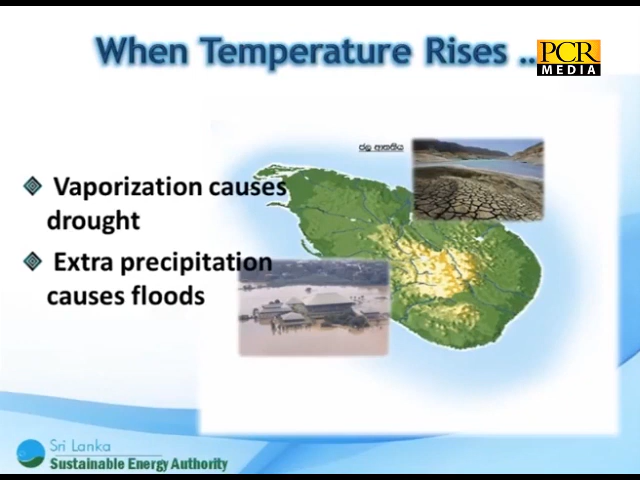 When Temperature Rises ..
PCR
MEDIA
Vaporization causes
drought
Extra precipitation
causes floods
Sri Lanka
Sustainable Energy Authority